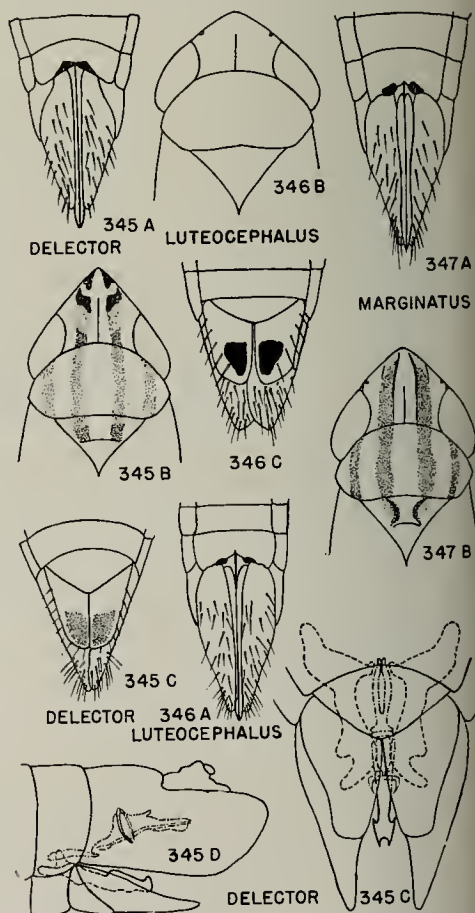 345 A
DELECTOR
346 B
LUTEOCEPHALUS
347 A
MARGINATUS
345 B
346 C
347 B
345 C
DELECTOR
346 A
LUTEOCEPHALUS
345 D
DELECTOR
345 C